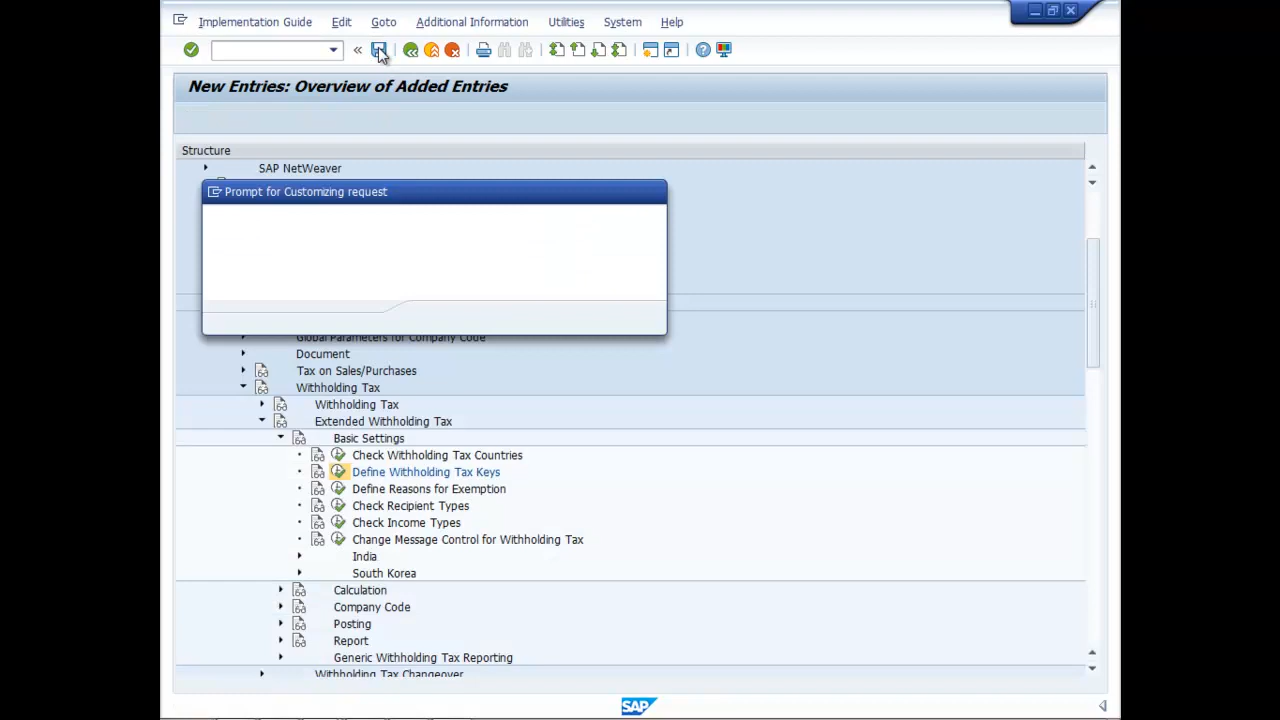 Implementation Guide Edit Goto Additional Information Utilities System Help
New Entries: Overview of Added Entries
Structure
SAP NetWeaver
Prompt for Customizing request
Global Parameters for Company Code
Document
Tax on Sales/Purchases
Withholding Tax
Withholding Tax
Extended Withholding Tax
Basic Settings
Check Withholding Tax Countries
Define Withholding Tax Keys
Define Reasons for Exemption
Check Recipient Types
Check Income Types
Change Message Control for Withholding Tax
India
South Korea
Calculation
Company Code
Posting
Report
Generic Withholding Tax Reporting
Withholding Tax Changeover
SAP